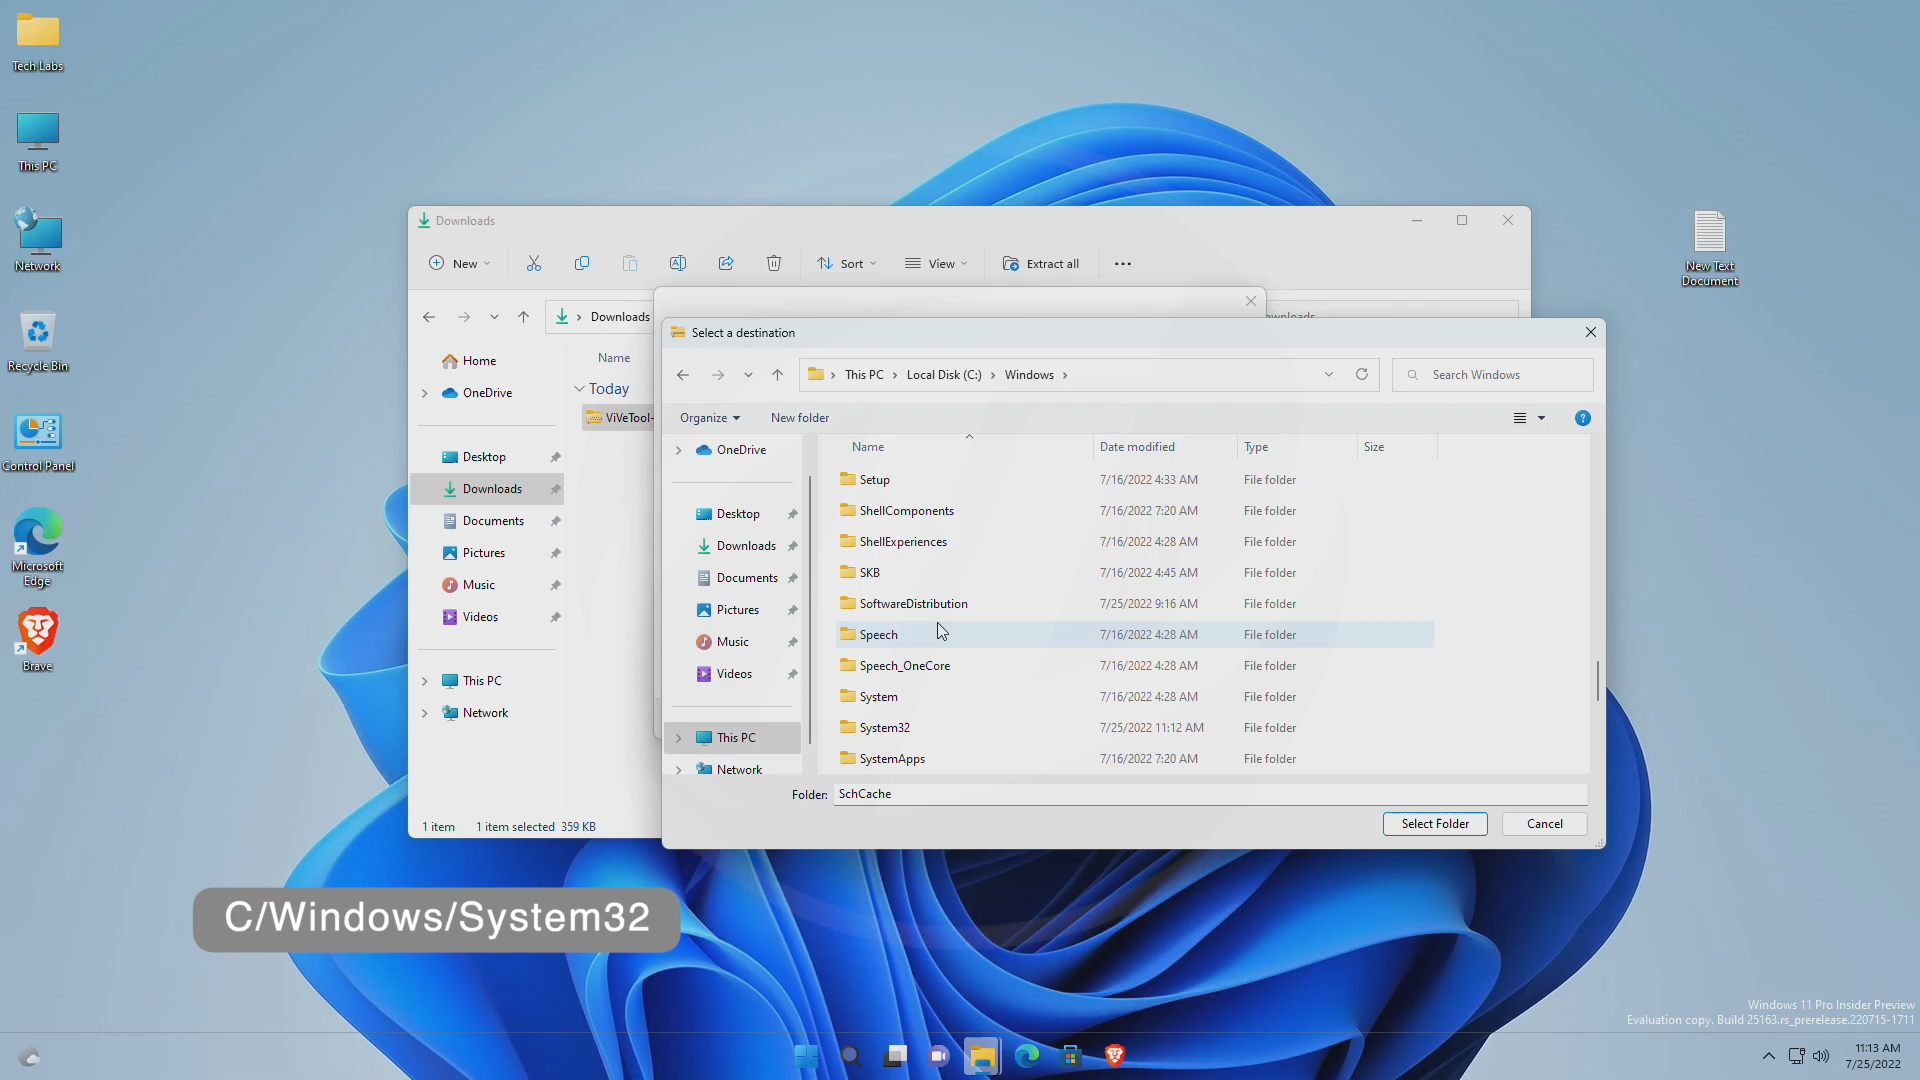 Tech Labs
This PC
Network
Recycle Bin
Control Panel
Microsoft
Edge
Brave
New Text
Document
Downloads
New
Sort
View
Extract all
Downloads
Home
OneDrive
Desktop
Downloads
Documents
Pictures
Music
Videos
This PC
Network
Name
Today
ViVeTool-
1 item 1 item selected 359 KB
Select a destination
This PC Local Disk (C:) Windows
Search Windows
Organize New folder
OneDrive
Desktop
Downloads
Documents
Pictures
Music
Videos
This PC
Network
Name Date modified Type Size
Setup 7/16/2022 4:33 AM File folder
ShellComponents 7/16/2022 7:20 AM File folder
ShellExperiences 7/16/2022 4:28 AM File folder
SKB 7/16/2022 4:45 AM File folder
SoftwareDistribution 7/25/2022 9:16 AM File folder
Speech 7/16/2022 4:28 AM File folder
Speech_OneCore 7/16/2022 4:28 AM File folder
System 7/16/2022 4:28 AM File folder
System32 7/25/2022 11:12 AM File folder
SystemApps 7/16/2022 7:20 AM File folder
Folder: SchCache
Select Folder Cancel
C/Windows/System32
Windows 11 Pro Insider Preview
Evaluation copy. Build 25163.rs_prerelease.220715-1711
11:13 AM
7/25/2022